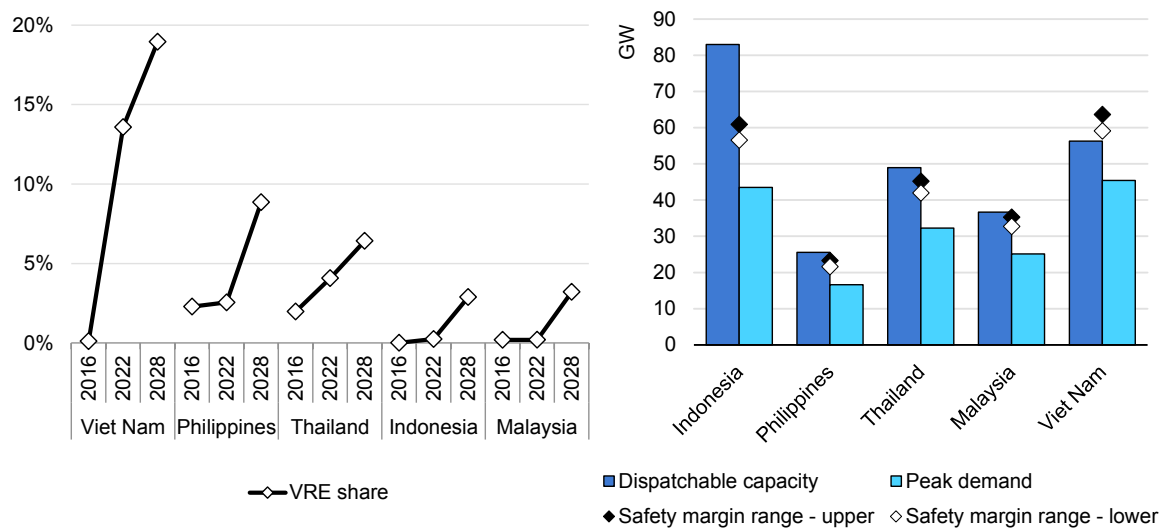 20%
15%
10%
5%
0%
2016 2022 2028 2016 2022 2028 2016 2022 2028 2016 2022 2028 2016 2022 2028
Viet Nam Philippines Thailand Indonesia Malaysia
VRE share
GW
90
80
70
60
50
40
30
20
10
0
Indonesia Philippines Thailand Malaysia Viet Nam
Dispatchable capacity Peak demand
Safety margin range - upper Safety margin range - lower